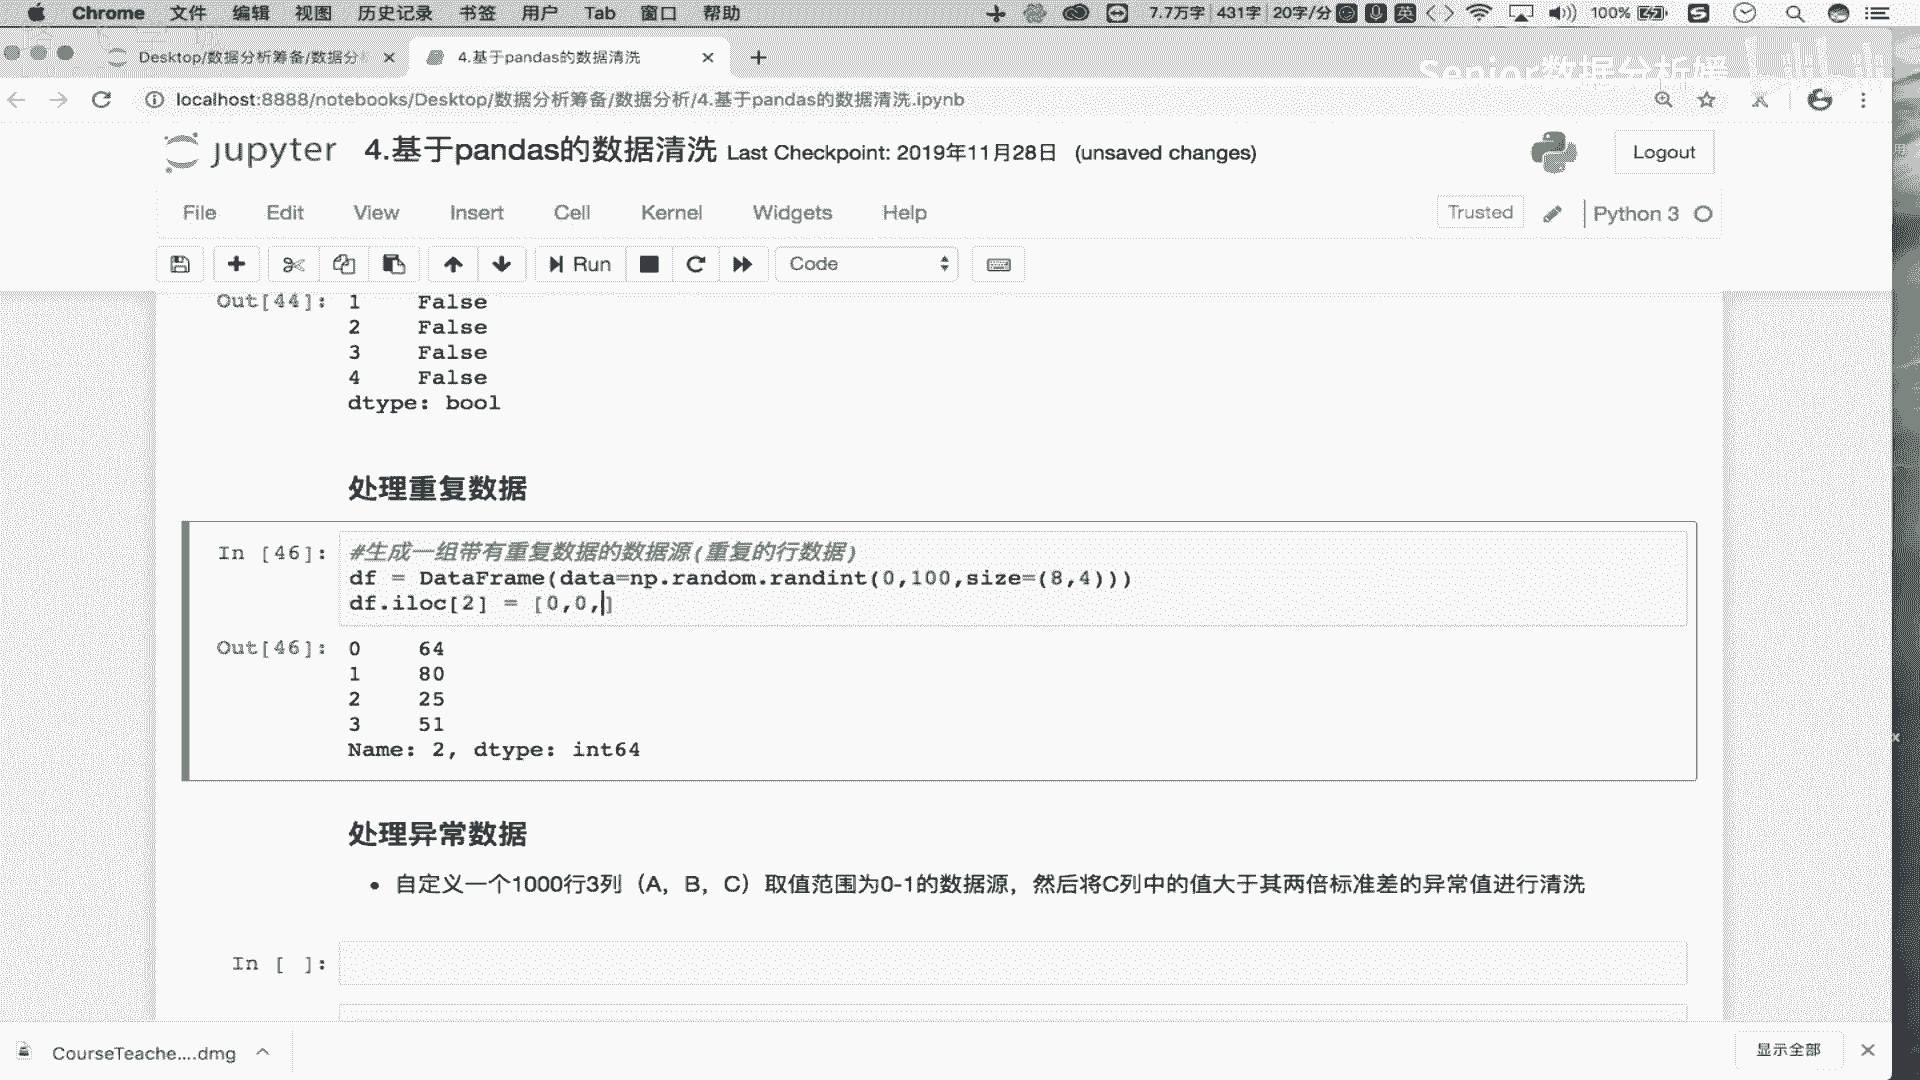 Chrome 文件 编辑 视图 历史记录 书签 用户 Tab 窗口 帮助 7.7万字 431字 20字/分 英 100%
Desktop/数据分析筹备/数据分
4.基于pandas的数据清洗
Senior数据分析媛
localhost:8888/notebooks/Desktop/数据分析筹备/数据分析/4.基于pandas的数据清洗.ipynb
jupyter 4.基于pandas的数据清洗 Last Checkpoint: 2019年11月28日 (unsaved changes)
Logout
File Edit View Insert Cell Kernel Widgets Help
Trusted Python 3
Run Code
Out[44]: 1 False
2 False
3 False
4 False
dtype: bool
处理重复数据
In [46]: #生成一组带有重复数据的数据源(重复的行数据)
df = DataFrame(data=np.random.randint(0,100,size=(8,4)))
df.iloc[2] = [0,0,]
Out[46]: 0 64
1 80
2 25
3 51
Name: 2, dtype: int64
处理异常数据
• 自定义一个1000行3列（A，B，C）取值范围为0-1的数据源，然后将C列中的值大于其两倍标准差的异常值进行清洗
In [ ]:
CourseTeache....dmg
显示全部